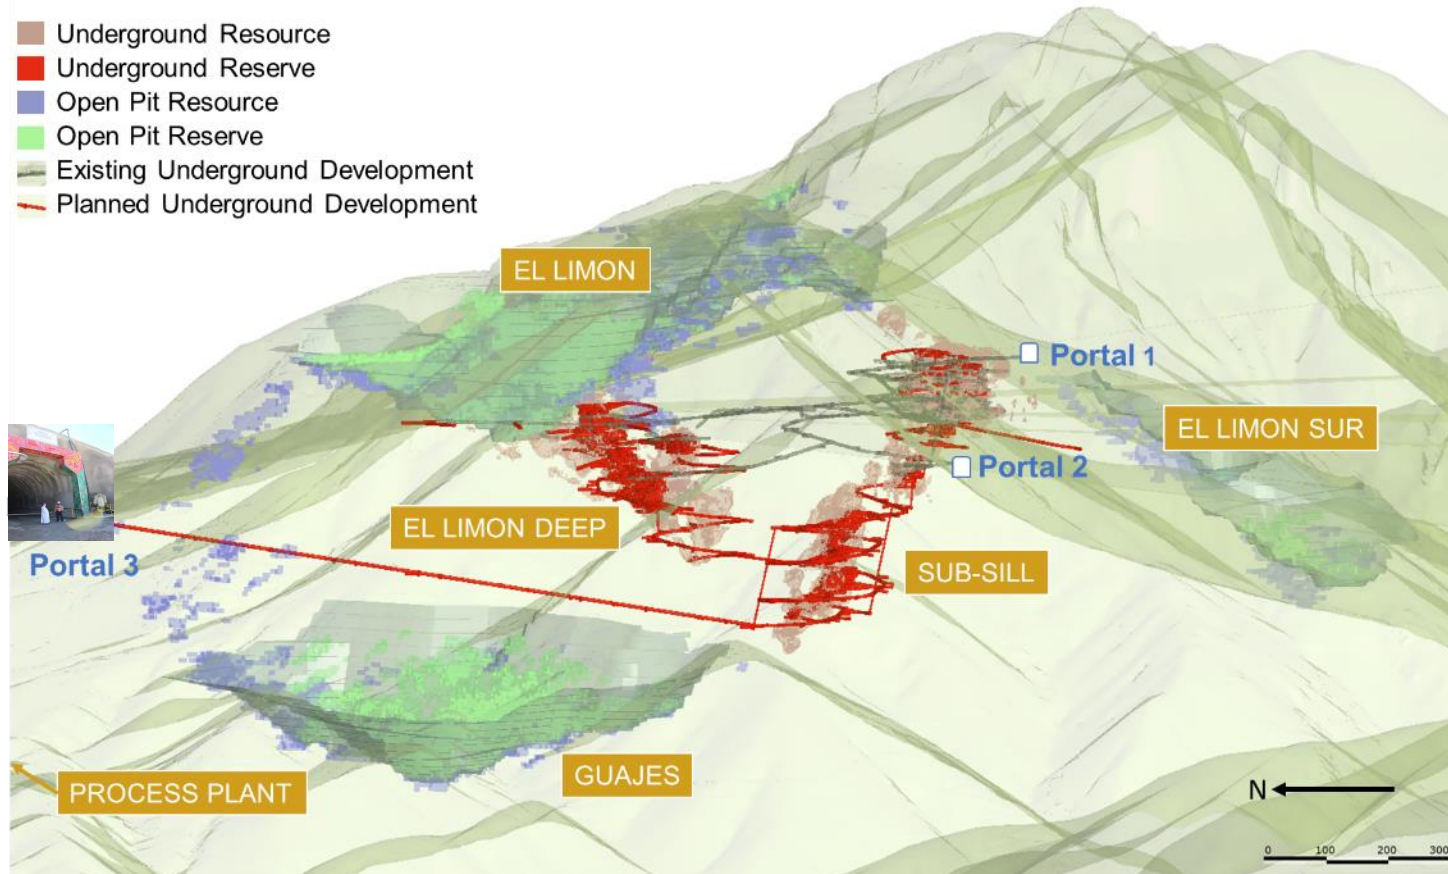 Underground Resource
Underground Reserve
Open Pit Resource
Open Pit Reserve
Existing Underground Development
Planned Underground Development
EL LIMON
Portal 1
EL LIMON SUR
Portal 2
EL LIMON DEEP
Portal 3
SUB-SILL
GUAJES
PROCESS PLANT
N
0 100 200 300